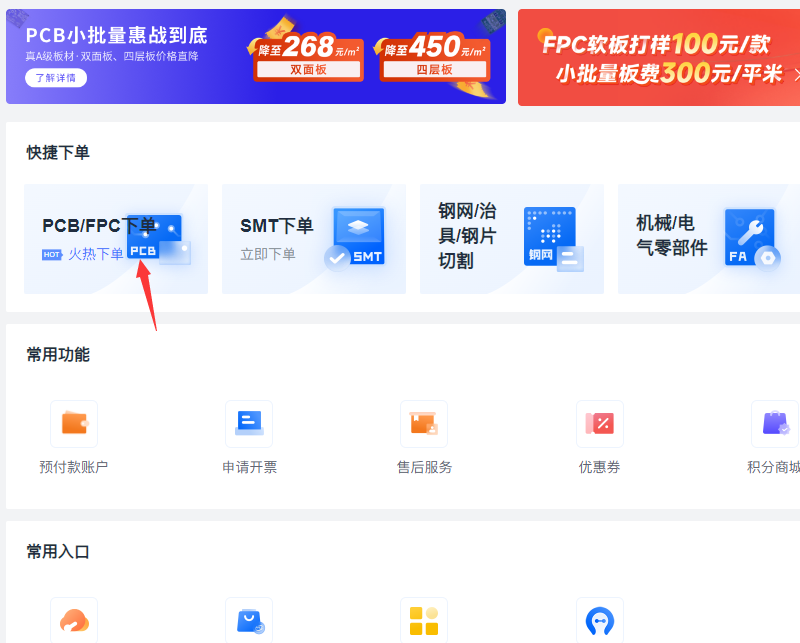 PCB小批量惠战到底
真A级板材·双面板、四层板价格直降
了解详情
降至268元/m²
双面板
降至450元/m²
四层板
FPC软板打样100元/款
小批量板费300元/平米
快捷下单
PCB/FPC下单
HOT 火热下单
PCB
SMT下单
立即下单
SMT
钢网/治
具/钢片
切割
钢网
机械/电
气零部件
FA
常用功能
预付款账户
申请开票
售后服务
优惠券
积分商城
常用入口